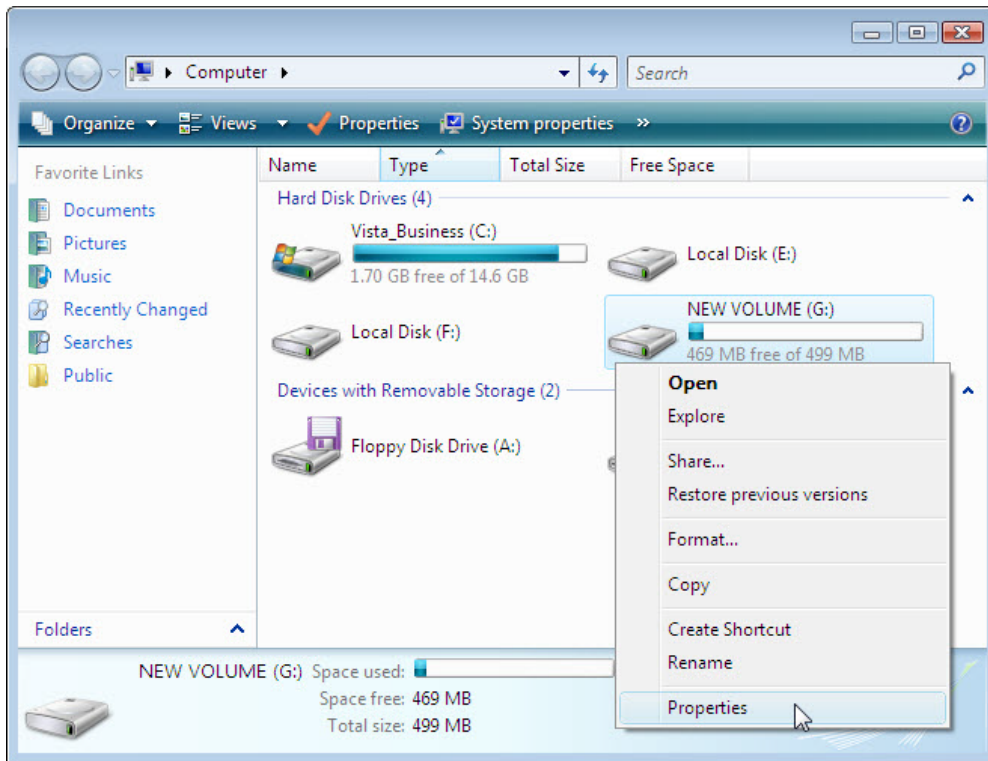 Computer
Search
Organize Views Properties System properties »
Favorite Links
Documents
Pictures
Music
Recently Changed
Searches
Public
Folders
Name Type Total Size Free Space
Hard Disk Drives (4)
Vista_Business (C:)
1.70 GB free of 14.6 GB
Local Disk (E:)
Local Disk (F:)
NEW VOLUME (G:)
469 MB free of 499 MB
Devices with Removable Storage (2)
Floppy Disk Drive (A:)
Open
Explore
Share...
Restore previous versions
Format...
Copy
Create Shortcut
Rename
Properties
NEW VOLUME (G:) Space used:
Space free: 469 MB
Total size: 499 MB